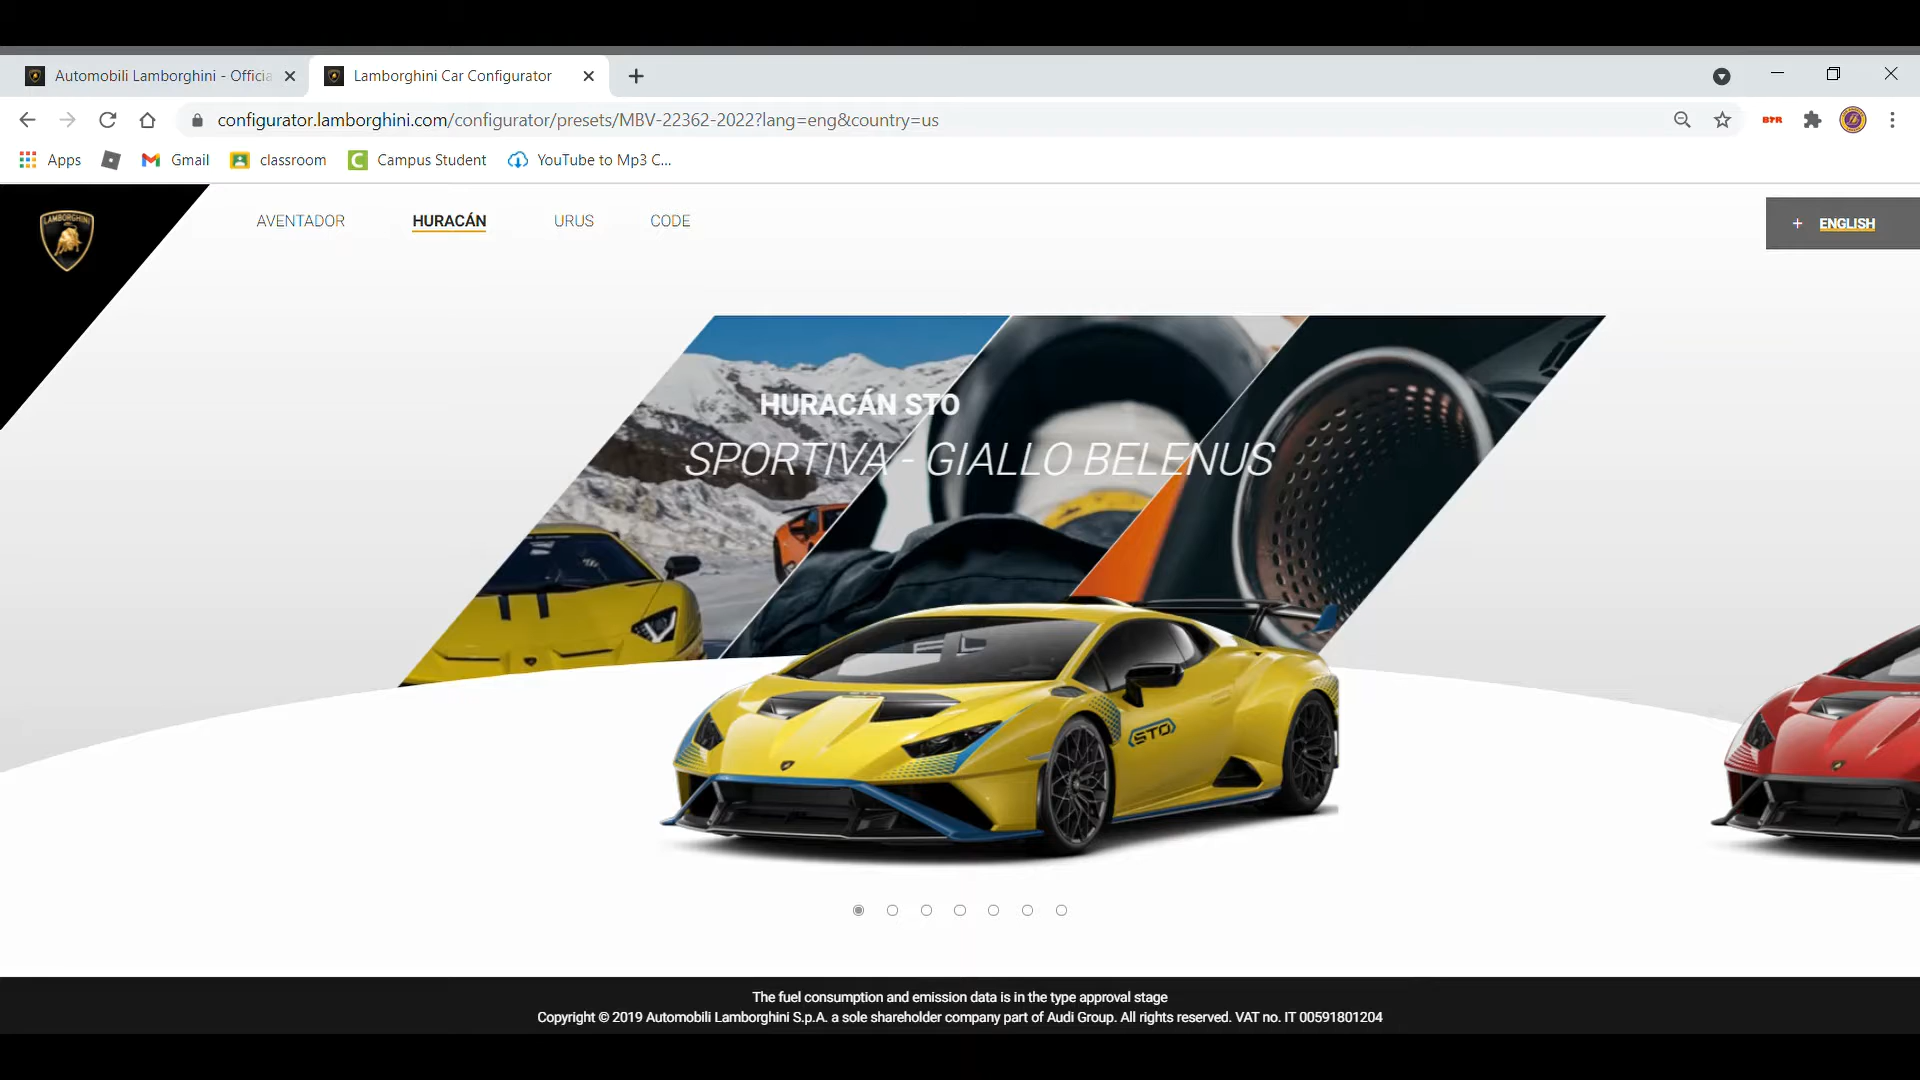 Automobili Lamborghini - Officia
Lamborghini Car Configurator
configurator.lamborghini.com/configurator/presets/MBV-22362-2022?lang=eng&country=us
BTR
Apps
Gmail
classroom
Campus Student
YouTube to Mp3 C...
LAMBORGHINI
AVENTADOR
HURACÁN
URUS
CODE
+ ENGLISH
HURACÁN STO
SPORTIVA - GIALLO BELENUS
STO
The fuel consumption and emission data is in the type approval stage
Copyright © 2019 Automobili Lamborghini S.p.A. a sole shareholder company part of Audi Group. All rights reserved. VAT no. IT 00591801204